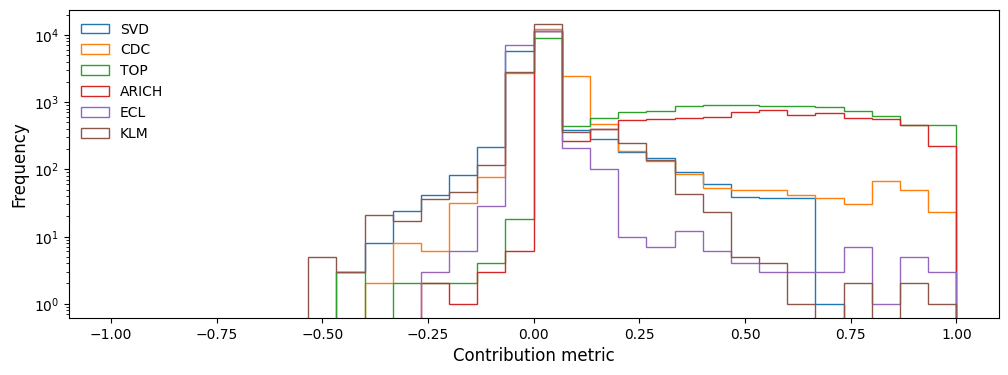 SVD
CDC
TOP
ARICH
ECL
KLM
Frequency
10⁴
10³
10²
10¹
10⁰
−1.00 −0.75 −0.50 −0.25 0.00 0.25 0.50 0.75 1.00
Contribution metric